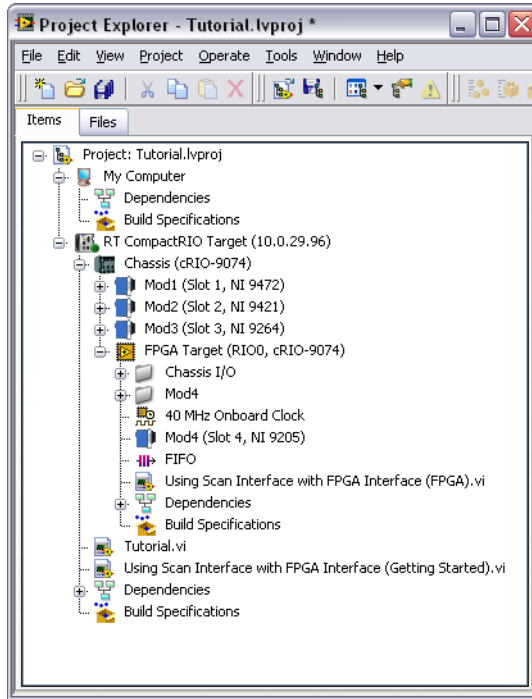 Project Explorer - Tutorial.lvproj *
File Edit View Project Operate Tools Window Help
Items Files
Project: Tutorial.lvproj
My Computer
Dependencies
Build Specifications
RT CompactRIO Target (10.0.29.96)
Chassis (cRIO-9074)
Mod1 (Slot 1, NI 9472)
Mod2 (Slot 2, NI 9421)
Mod3 (Slot 3, NI 9264)
FPGA Target (RIO0, cRIO-9074)
Chassis I/O
Mod4
40 MHz Onboard Clock
Mod4 (Slot 4, NI 9205)
FIFO
Using Scan Interface with FPGA Interface (FPGA).vi
Dependencies
Build Specifications
Tutorial.vi
Using Scan Interface with FPGA Interface (Getting Started).vi
Dependencies
Build Specifications